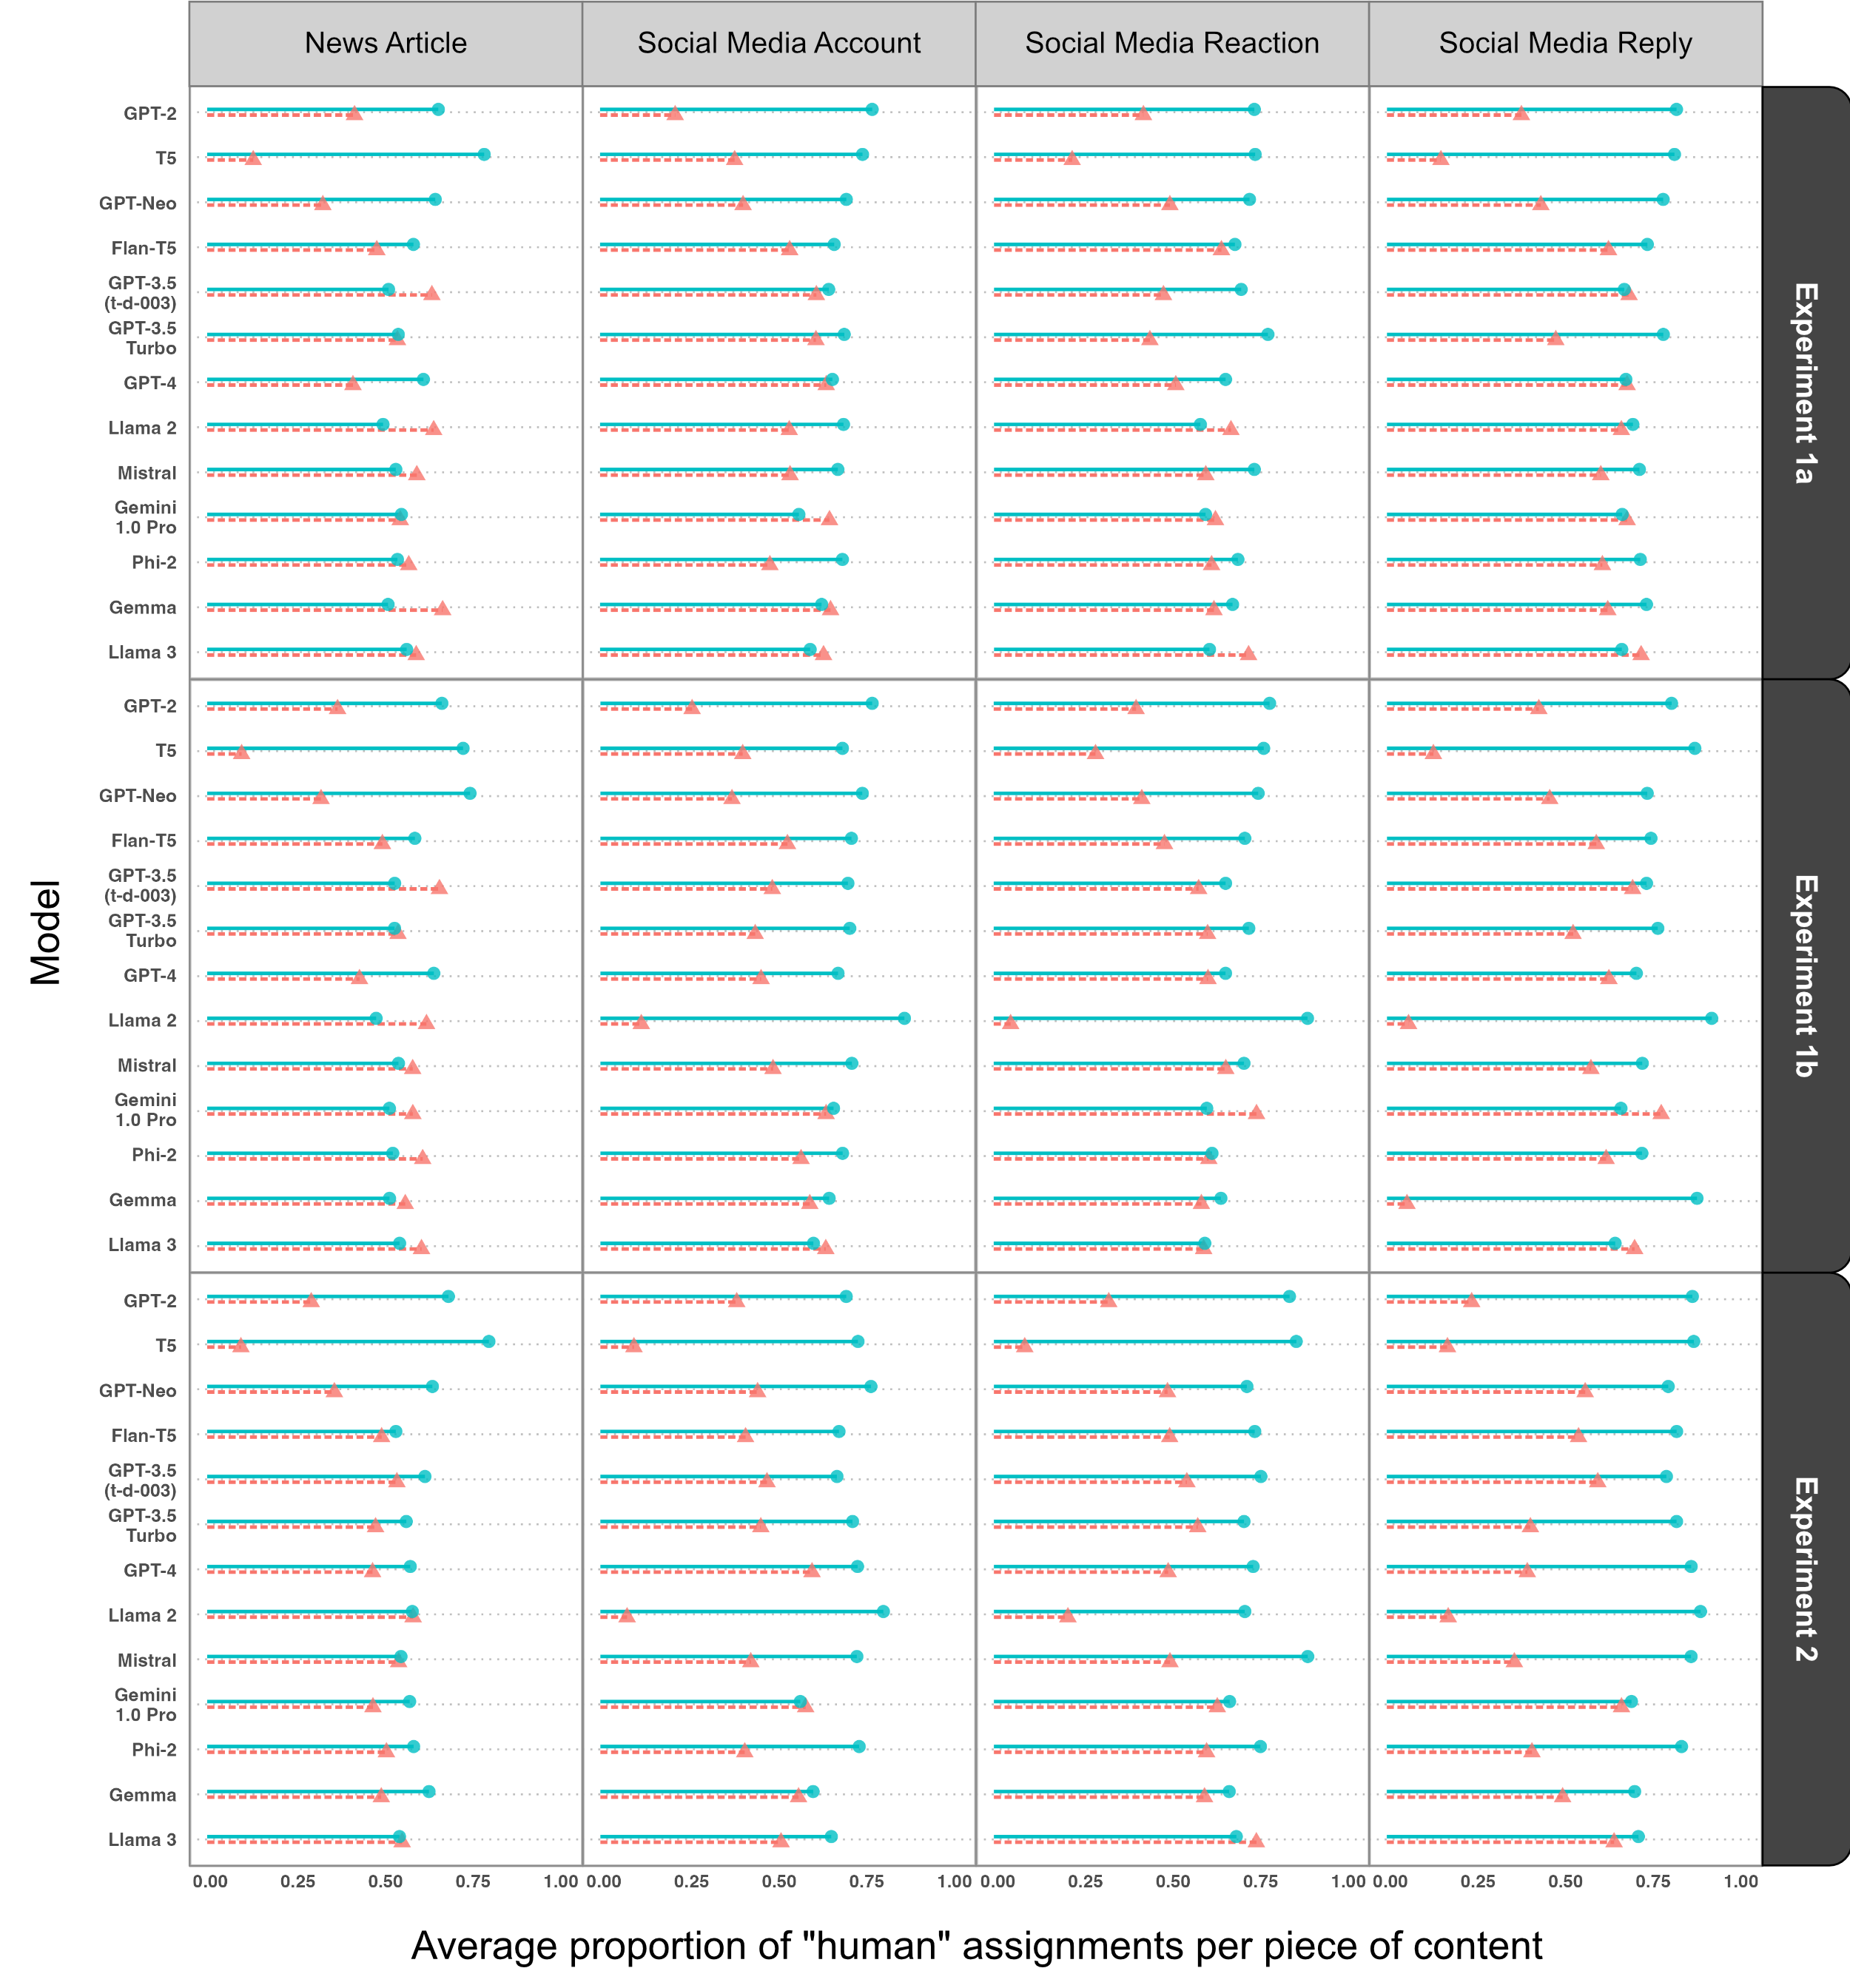 News Article
Social Media Account
Social Media Reaction
Social Media Reply
GPT-2
T5
GPT-Neo
Flan-T5
GPT-3.5
(t-d-003)
GPT-3.5
Turbo
GPT-4
Llama 2
Mistral
Gemini
1.0 Pro
Phi-2
Gemma
Llama 3
Experiment 1a
GPT-2
T5
GPT-Neo
Flan-T5
GPT-3.5
(t-d-003)
GPT-3.5
Turbo
GPT-4
Llama 2
Mistral
Gemini
1.0 Pro
Phi-2
Gemma
Llama 3
Experiment 1b
Model
GPT-2
T5
GPT-Neo
Flan-T5
GPT-3.5
(t-d-003)
GPT-3.5
Turbo
GPT-4
Llama 2
Mistral
Gemini
1.0 Pro
Phi-2
Gemma
Llama 3
Experiment 2
0.00 0.25 0.50 0.75 1.00 0.00 0.25 0.50 0.75 1.00 0.00 0.25 0.50 0.75 1.00 0.00 0.25 0.50 0.75 1.00
Average proportion of "human" assignments per piece of content